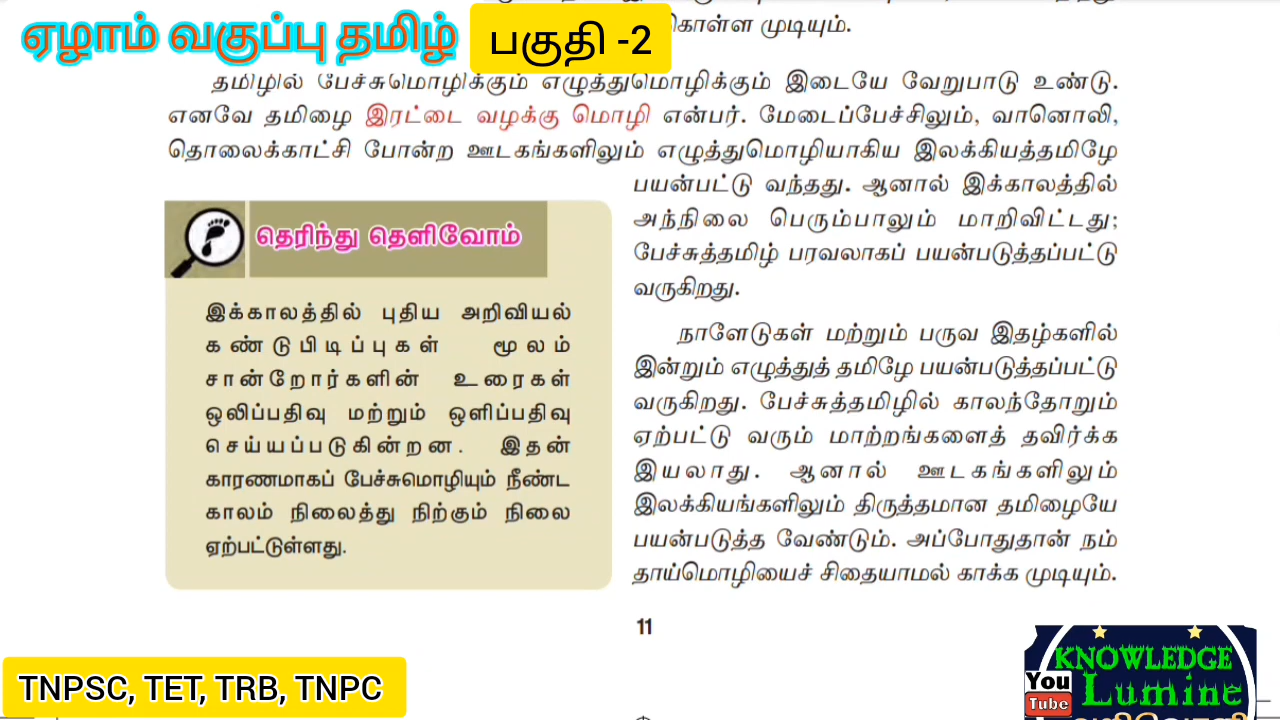 ஏழாம் வகுப்பு தமிழ்
பகுதி -2
முடியும்.
தமிழில் பேச்சுமொழிக்கும் எழுத்துமொழிக்கும் இடையே வேறுபாடு உண்டு.
எனவே தமிழை இரட்டை வழக்கு மொழி என்பர். மேடைப்பேச்சிலும், வானொலி,
தொலைக்காட்சி போன்ற ஊடகங்களிலும் எழுத்துமொழியாகிய இலக்கியத்தமிழே
பயன்பட்டு வந்தது. ஆனால் இக்காலத்தில்
அந்நிலை பெரும்பாலும் மாறிவிட்டது;
பேச்சுத்தமிழ் பரவலாகப் பயன்படுத்தப்பட்டு
வருகிறது.
தெரிந்து தெளிவோம்
இக்காலத்தில் புதிய அறிவியல்
கண்டுபிடிப்புகள் மூலம்
சான்றோர்களின் உரைகள்
ஒலிப்பதிவு மற்றும் ஒளிப்பதிவு
செய்யப்படுகின்றன. இதன்
காரணமாகப் பேச்சுமொழியும் நீண்ட
காலம் நிலைத்து நிற்கும் நிலை
ஏற்பட்டுள்ளது.
நாளேடுகள் மற்றும் பருவ இதழ்களில்
இன்றும் எழுத்துத் தமிழே பயன்படுத்தப்பட்டு
வருகிறது. பேச்சுத்தமிழில் காலந்தோறும்
ஏற்பட்டு வரும் மாற்றங்களைத் தவிர்க்க
இயலாது. ஆனால் ஊடகங்களிலும்
இலக்கியங்களிலும் திருத்தமான தமிழையே
பயன்படுத்த வேண்டும். அப்போதுதான் நம்
தாய்மொழியைச் சிதையாமல் காக்க முடியும்.
11
TNPSC, TET, TRB, TNPC
KNOWLEDGE
You
Tube
Lumine